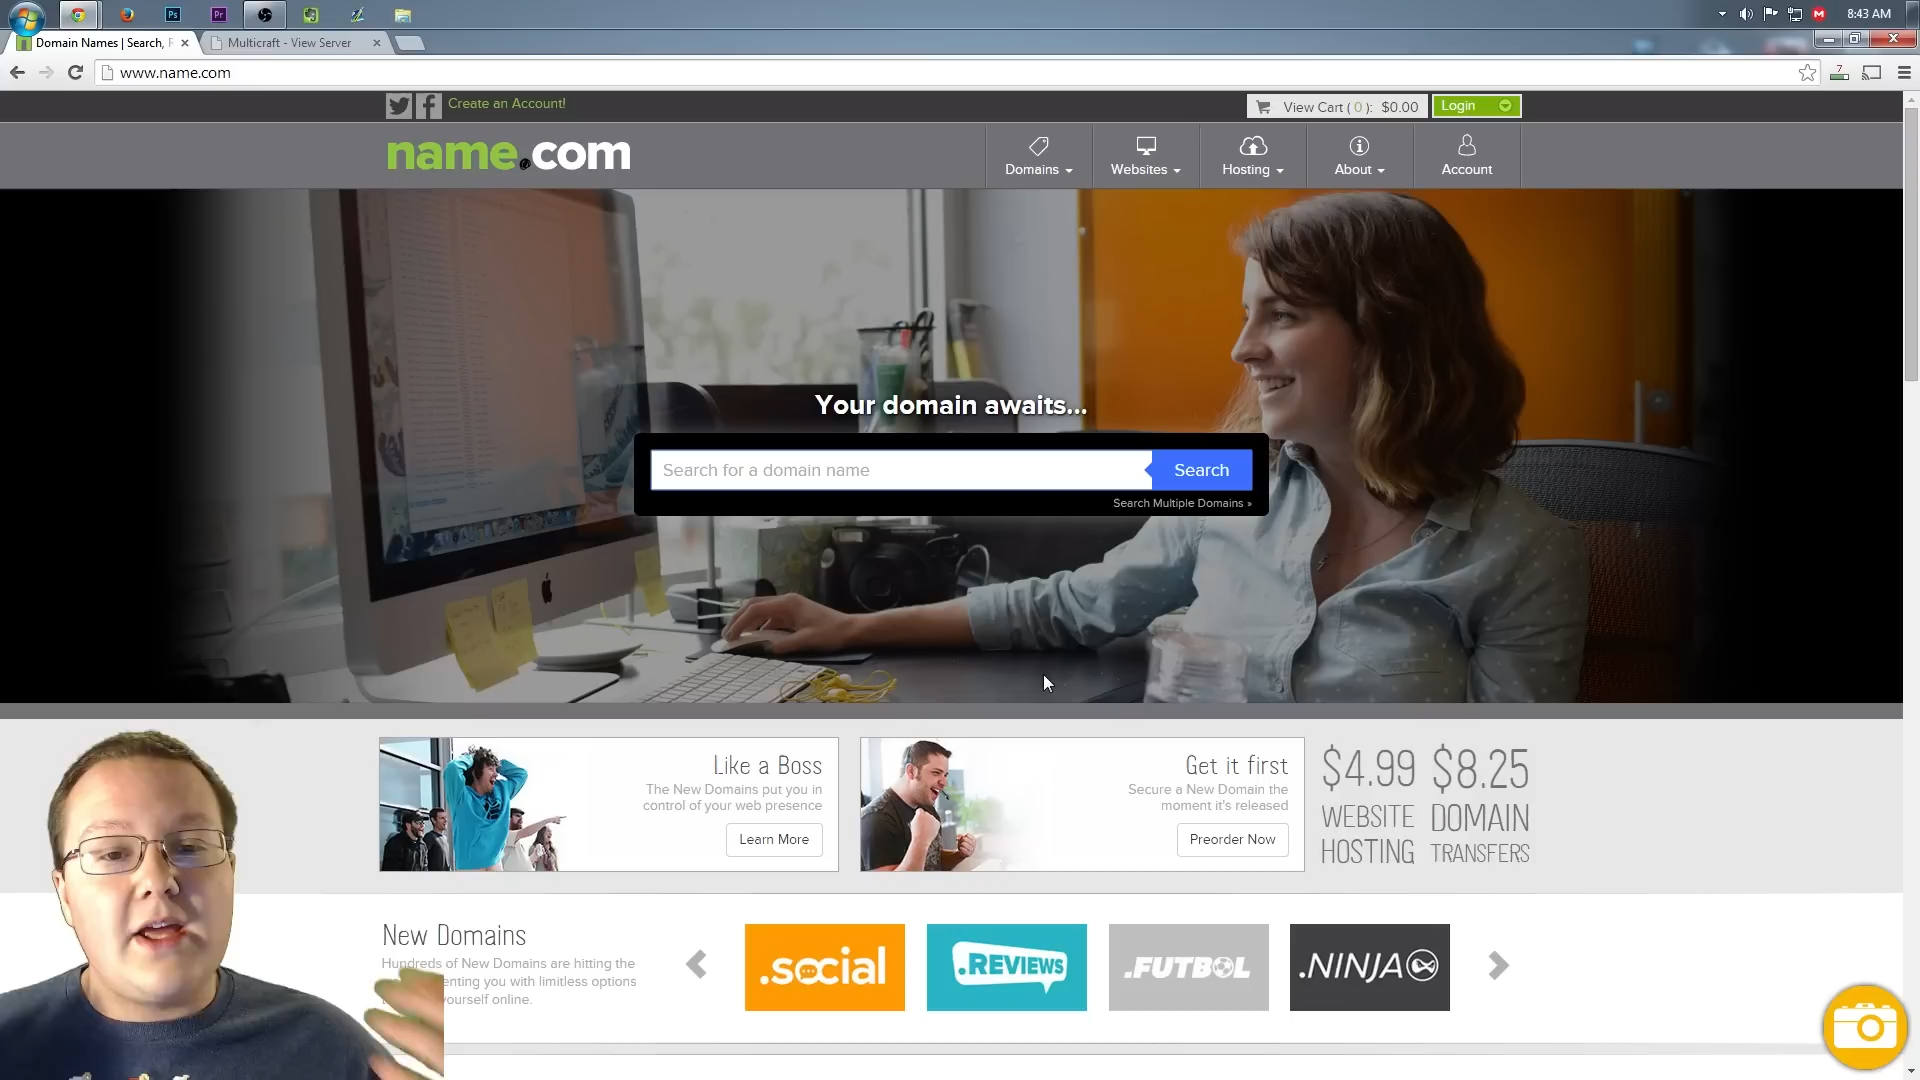 Ps
Pr
8:43 AM
Domain Names | Search, R
Multicraft - View Server
www.name.com
7
Create an Account!
View Cart ( 0 ): $0.00
Login
name.com
Domains
Websites
Hosting
About
Account
Your domain awaits...
Search for a domain name
Search
Search Multiple Domains »
Like a Boss
The New Domains put you in
control of your web presence
Learn More
Get it first
Secure a New Domain the
moment it's released
Preorder Now
$4.99
WEBSITE
HOSTING
$8.25
DOMAIN
TRANSFERS
New Domains
Hundreds of New Domains are hitting the
enting you with limitless options
yourself online.
.social
.REVIEWS
.FUTBOL
.NINJA